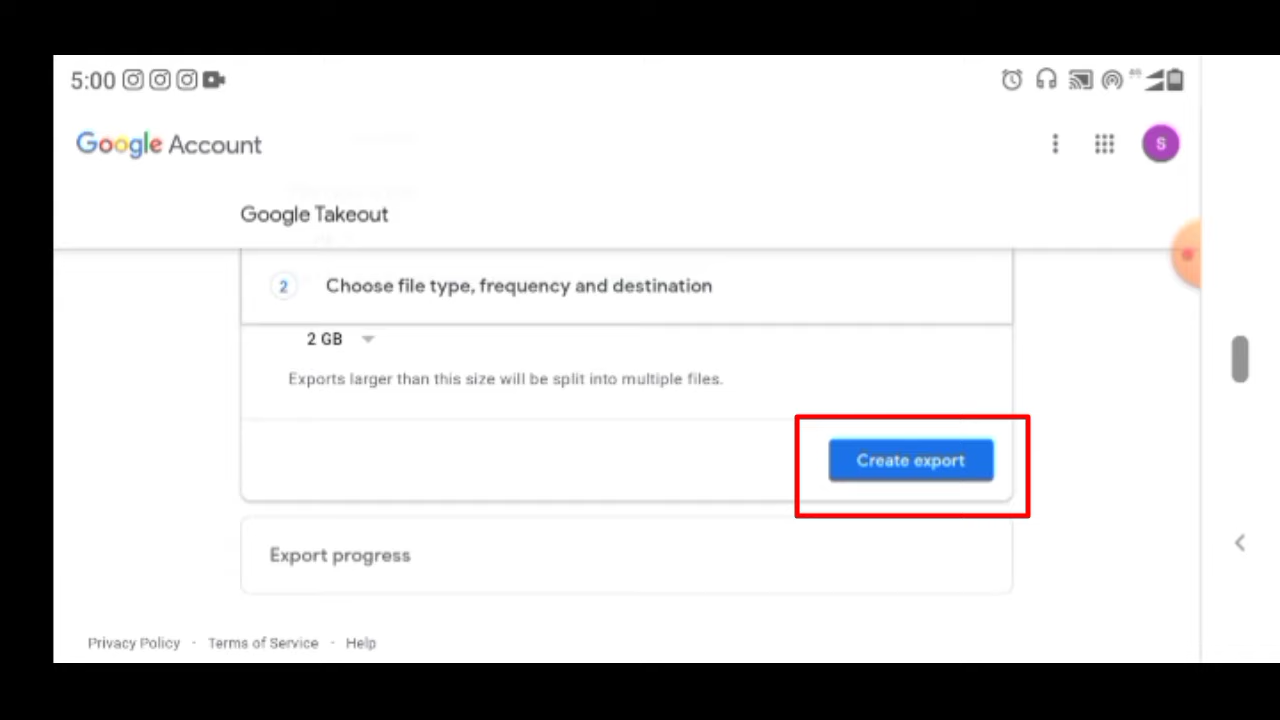 5:00
Google Account
S
Google Takeout
2 Choose file type, frequency and destination
2 GB
Exports larger than this size will be split into multiple files.
Create export
Export progress
Privacy Policy · Terms of Service · Help